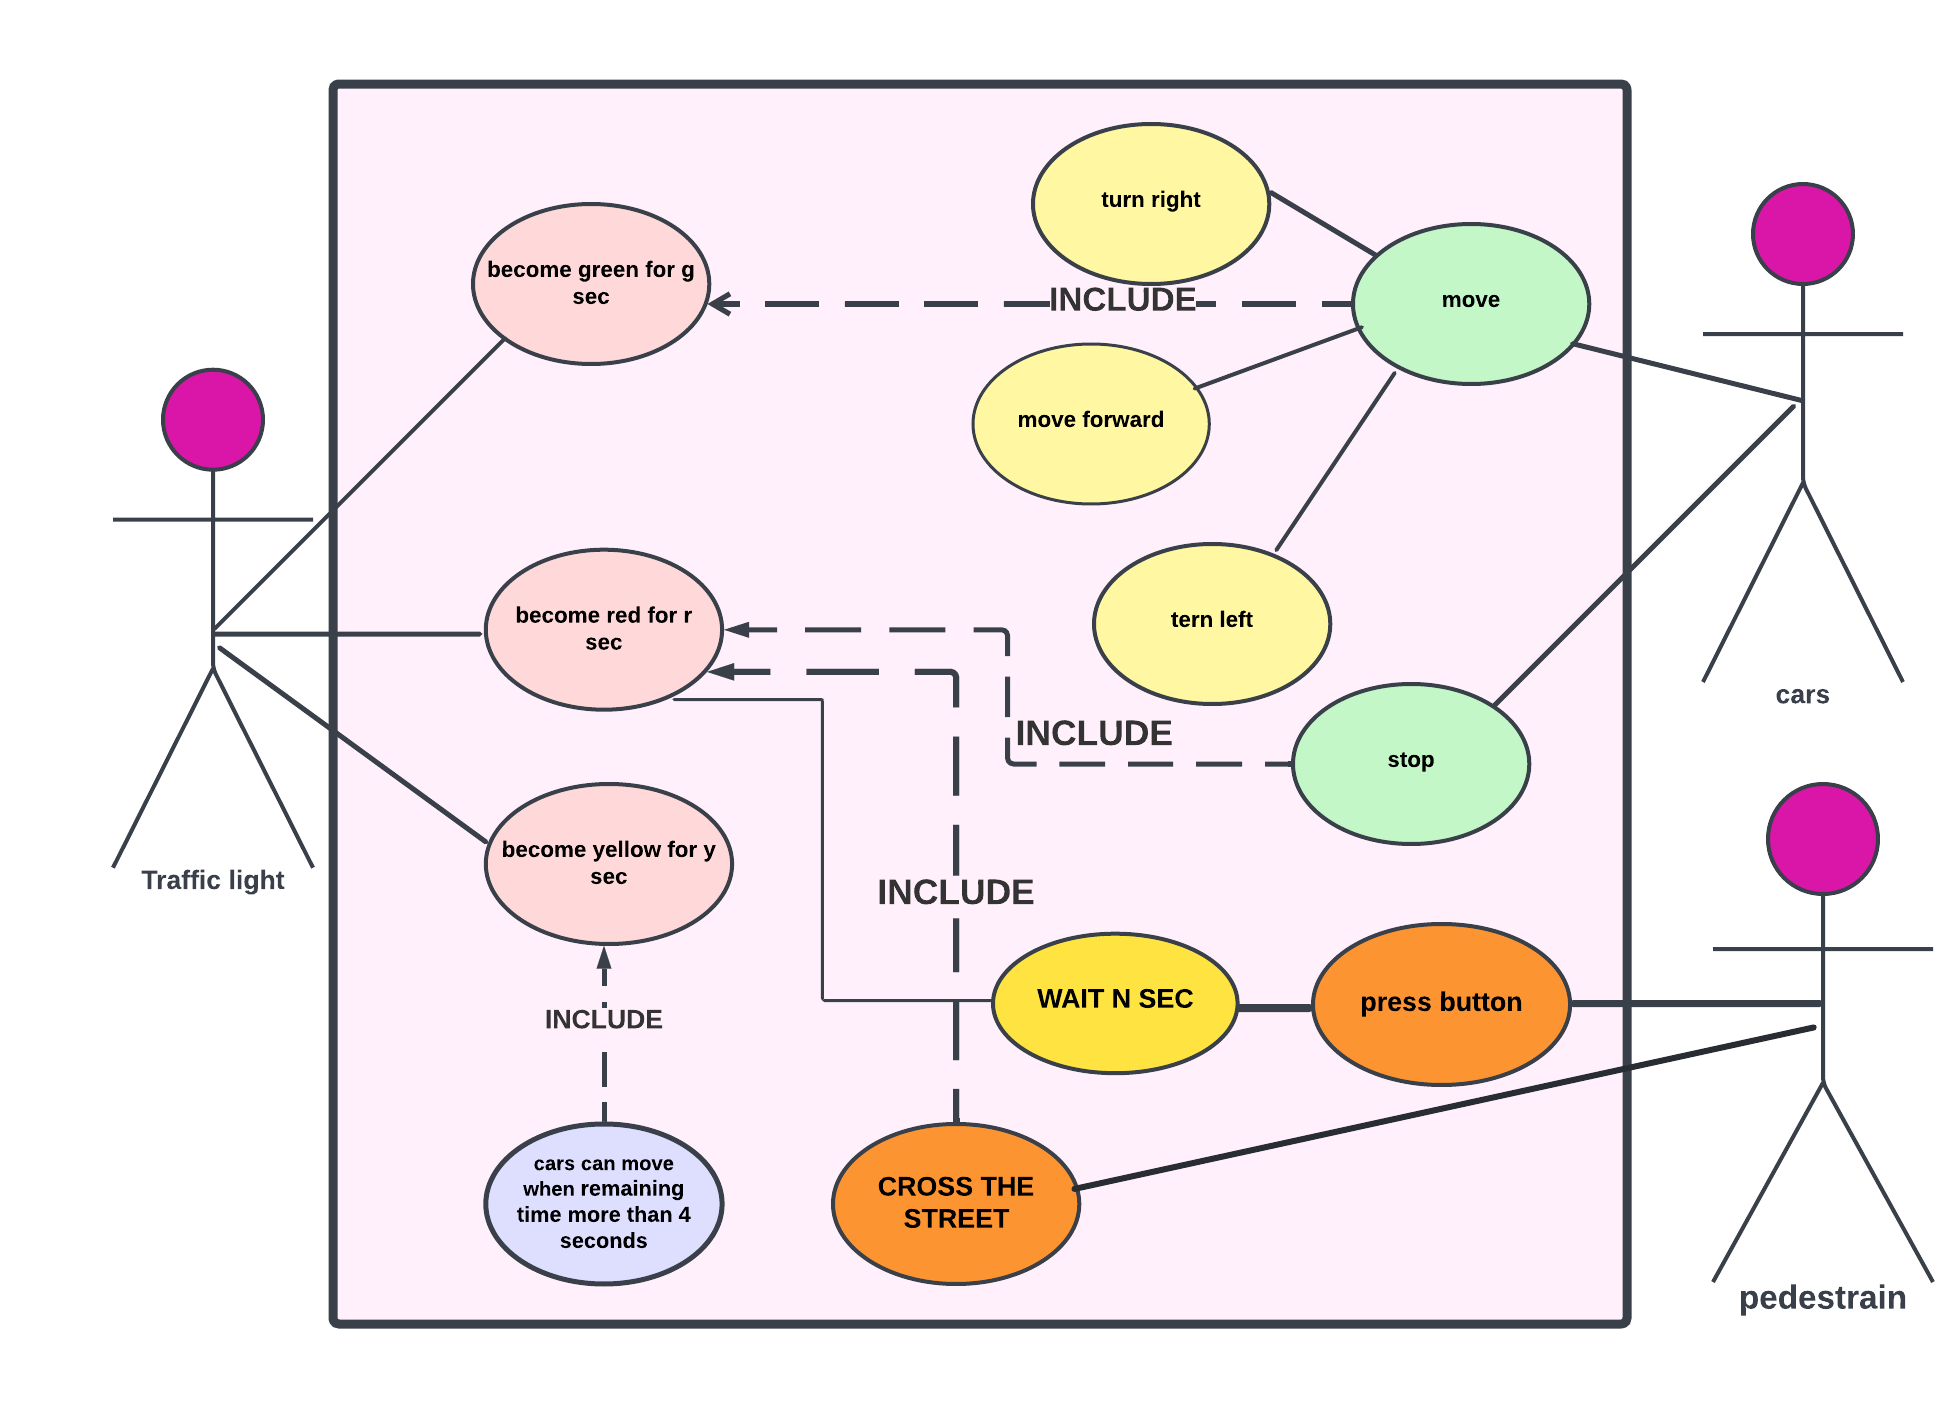 turn right
become green for g
sec
INCLUDE
move
move forward
become red for r
sec
tern left
cars
INCLUDE
stop
become yellow for y
sec
Traffic light
INCLUDE
WAIT N SEC
press button
INCLUDE
cars can move
when remaining
time more than 4
seconds
CROSS THE
STREET
pedestrain